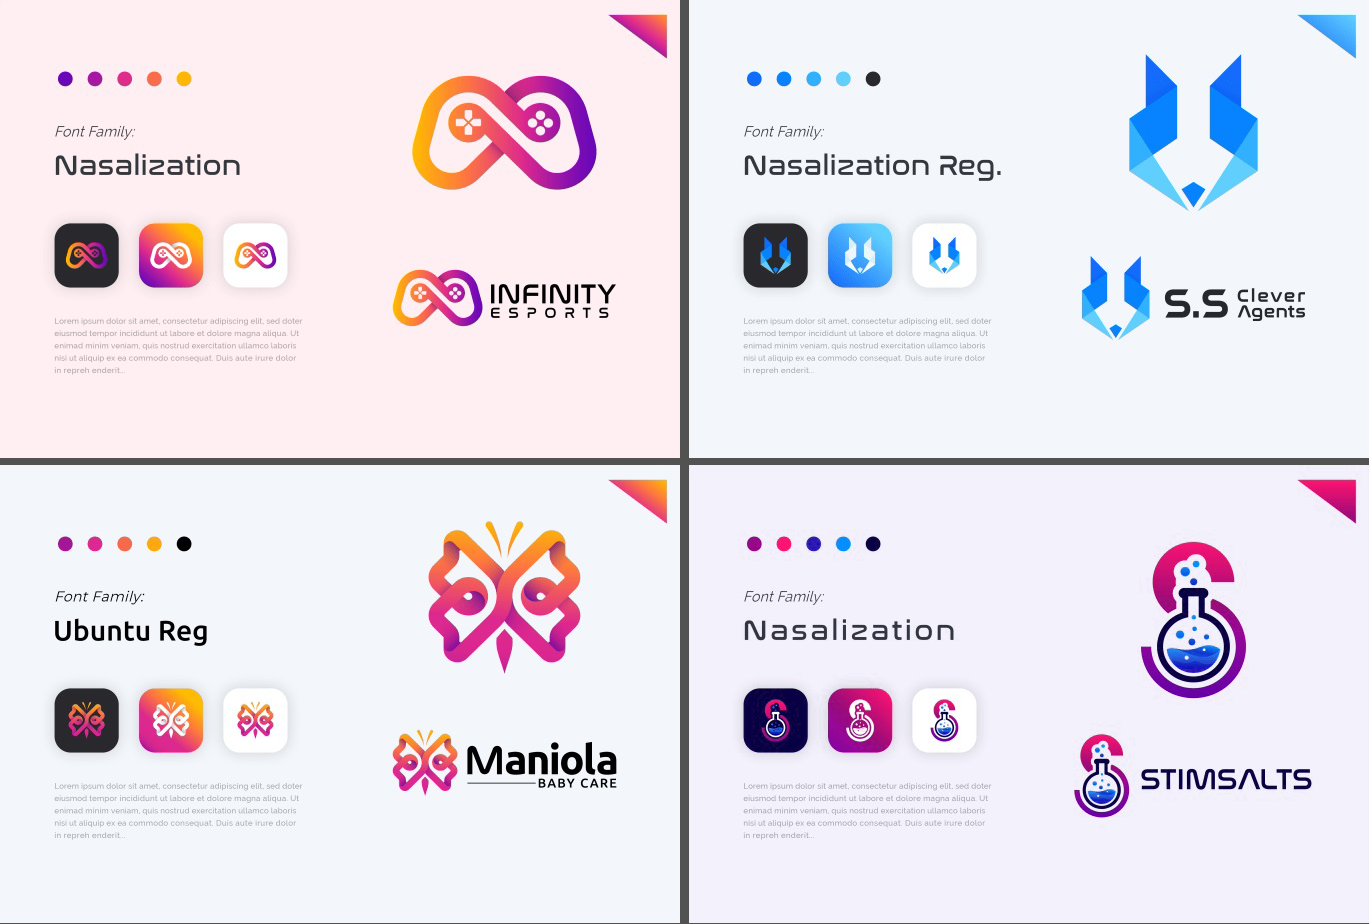 Font Family:
Nasalization
INFINITY
ESPORTS
Lorem ipsum dolor sit amet, consectetur adipiscing elit, sed doter
eiusmod tempor incididunt ut labore et dolore magna aliqua. Ut
enimad minim veniam, quis nostrud exercitation ullamco laboris
nisi ut aliquip ex ea commodo consequat. Duis aute irure dolor
in repreh enderit...
Font Family:
Nasalization Reg.
S.S Clever
Agents
Lorem ipsum dolor sit amet, consectetur adipiscing elit, sed doter
eiusmod tempor incididunt ut labore et dolore magna aliqua. Ut
enimad minim veniam, quis nostrud exercitation ullamco laboris
nisi ut aliquip ex ea commodo consequat. Duis aute irure dolor
in repreh enderit...
Font Family:
Ubuntu Reg
Maniola
BABY CARE
Lorem ipsum dolor sit amet, consectetur adipiscing elit, sed doter
eiusmod tempor incididunt ut labore et dolore magna aliqua. Ut
enimad minim veniam, quis nostrud exercitation ullamco laboris
nisi ut aliquip ex ea commodo consequat. Duis aute irure dolor
in repreh enderit...
Font Family:
Nasalization
STIMSALTS
Lorem ipsum dolor sit amet, consectetur adipiscing elit, sed doter
eiusmod tempor incididunt ut labore et dolore magna aliqua. Ut
enimad minim veniam, quis nostrud exercitation ullamco laboris
nisi ut aliquip ex ea commodo consequat. Duis aute irure dolor
in repreh enderit...